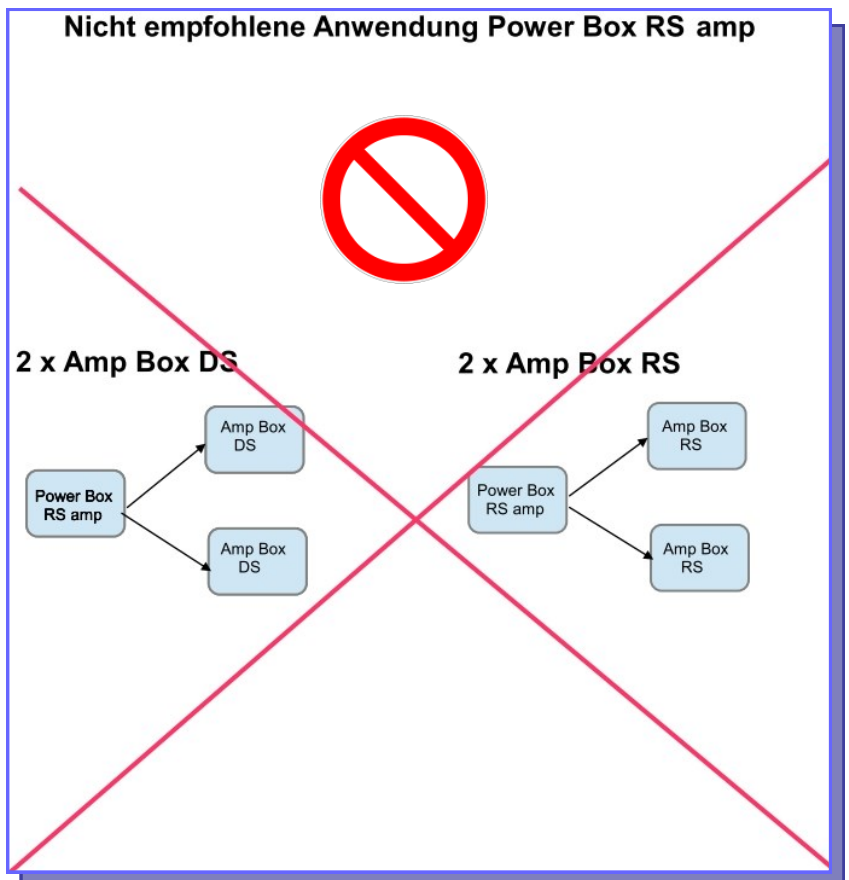 Nicht empfohlene Anwendung Power Box RS amp
2 x Amp Box DS
Amp Box
DS
Power Box
RS amp
Amp Box
DS
2 x Amp Box RS
Amp Box
RS
Power Box
RS amp
Amp Box
RS